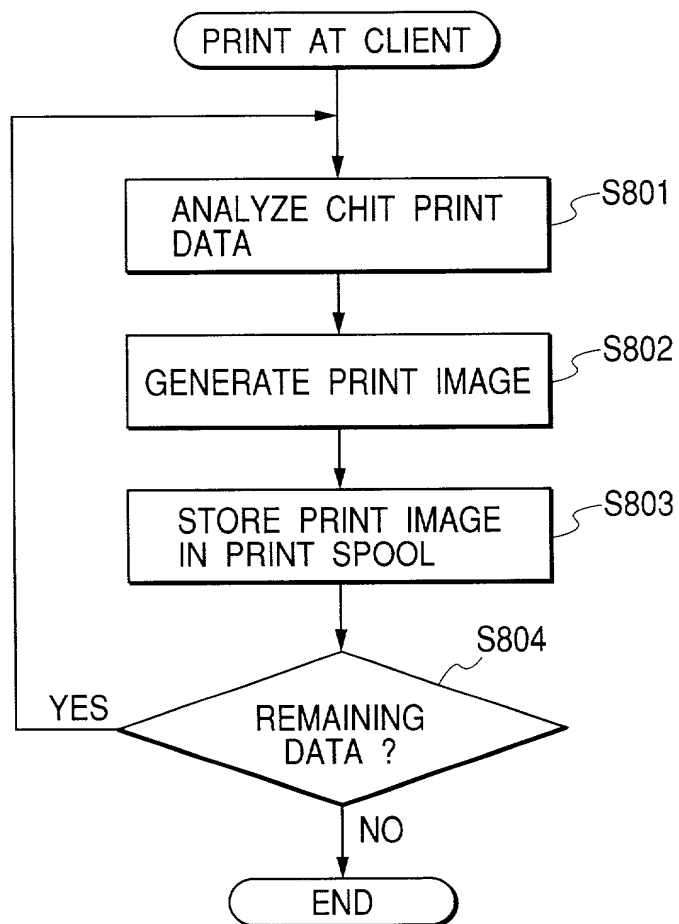 PRINT AT CLIENT
ANALYZE CHIT PRINT
DATA
S801
GENERATE PRINT IMAGE
S802
STORE PRINT IMAGE
IN PRINT SPOOL
S803
S804
REMAINING
DATA ?
YES
NO
END